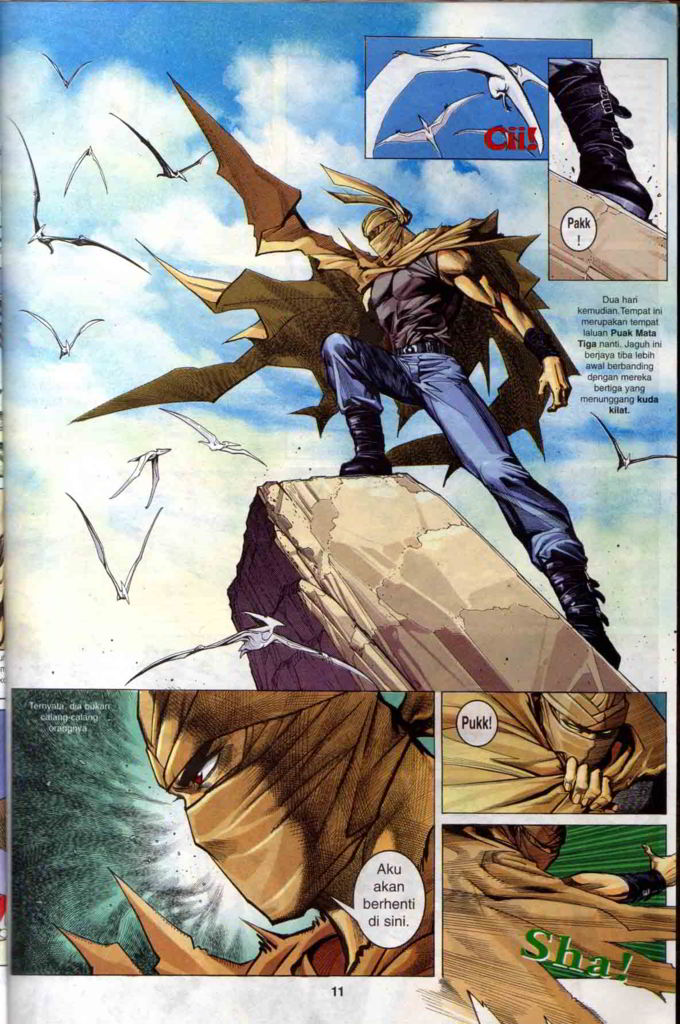 CH!
Pakk
!
Dua hari
kemudian.Tempat ini
merupakan tempat
laluan Puak Mata
Tiga nanti. Jaguh ini
berjaya tiba lebih
awal berbanding
dengan mereka
bertiga yang
menunggang kuda
kilat.
Ternyata, dia bukan
calang-calang
orangnya.
Aku
akan
berhenti
di sini.
Pukk!
Sha!
11